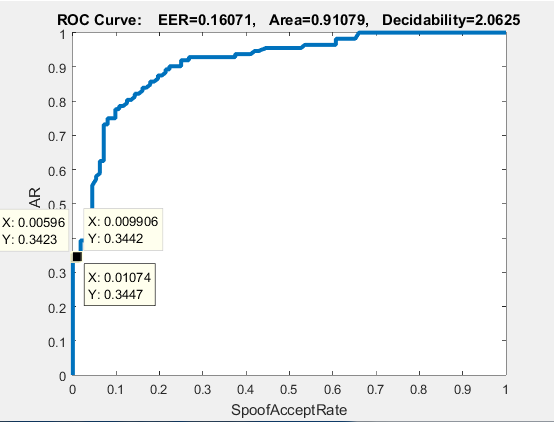 ROC Curve: EER=0.16071, Area=0.91079, Decidability=2.0625
1
0.9
0.8
0.7
0.6
0.5
0.3
0.2
0.1
0
AR
X: 0.00596
Y: 0.3423
X: 0.009906
Y: 0.3442
X: 0.01074
Y: 0.3447
0 0.1 0.2 0.3 0.4 0.5 0.6 0.7 0.8 0.9 1
SpoofAcceptRate